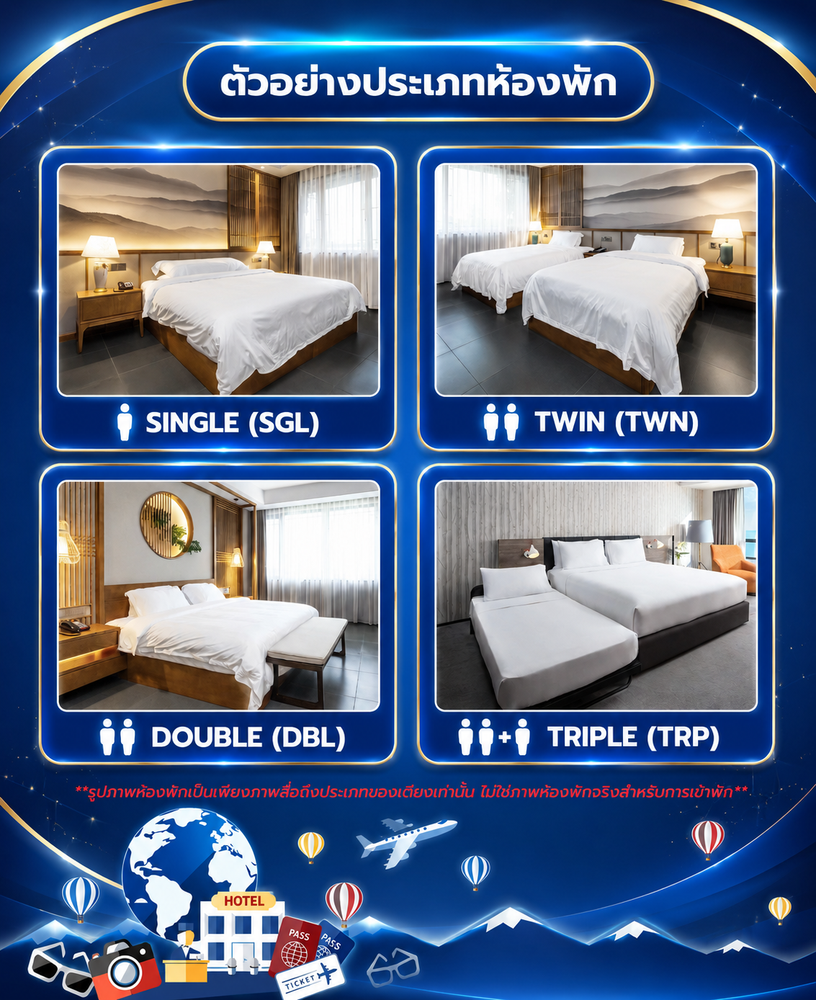 ตัวอย่างประเภทห้องพัก
SINGLE (SGL)
TWIN (TWN)
DOUBLE (DBL)
+
TRIPLE (TRP)
**รูปภาพห้องพักเป็นเพียงภาพสื่อถึงประเภทของเตียงเท่านั้น ไม่ใช่ภาพห้องพักจริงสำหรับการเข้าพัก**
HOTEL
PASS
PASS
TICKET